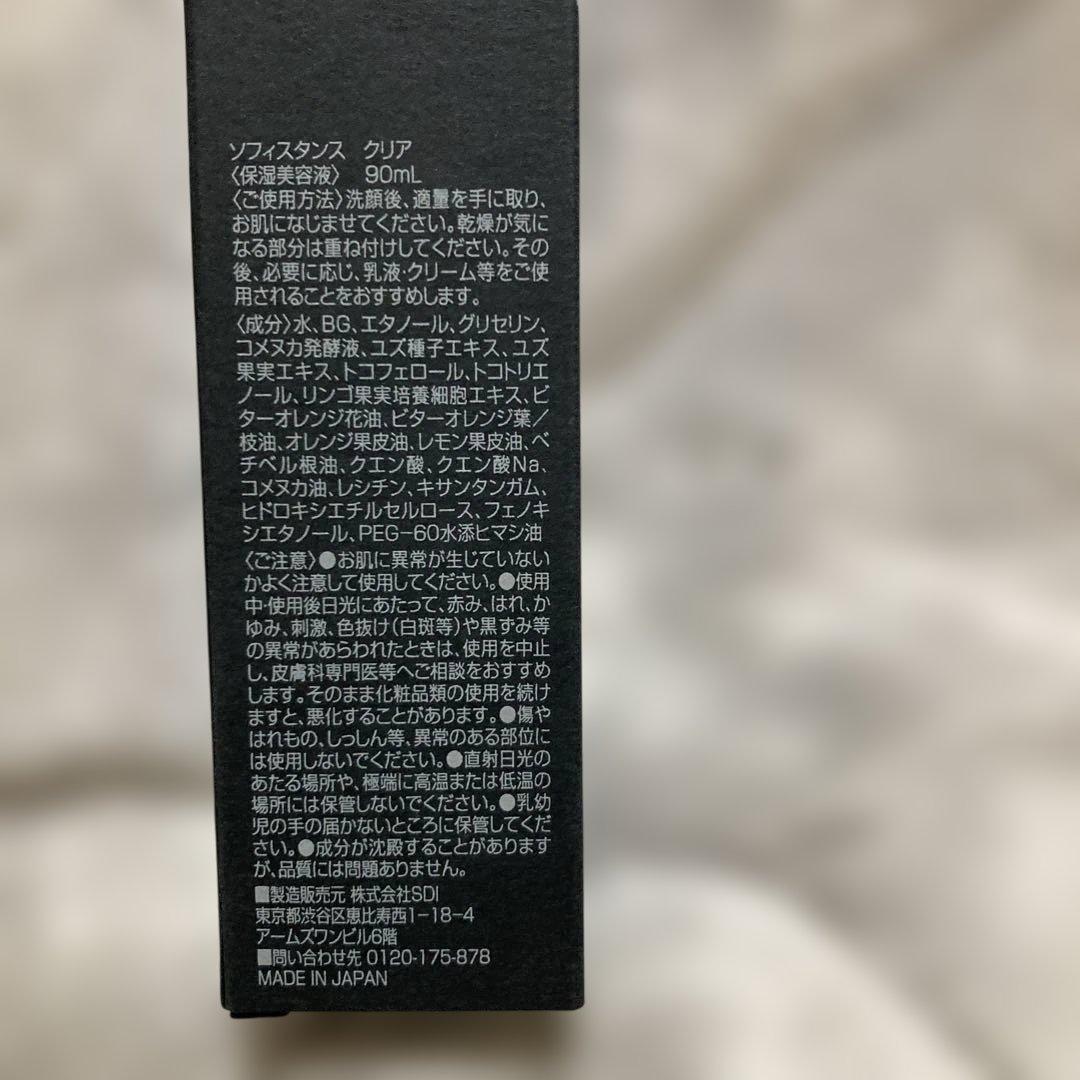 ソフィスタンス　クリア
〈保湿美容液〉　90mL
〈ご使用方法〉洗顔後、適量を手に取り、
お肌になじませてください。乾燥が気に
なる部分は重ね付けしてください。その
後、必要に応じ、乳液・クリーム等をご使
用されることをおすすめします。
〈成分〉水、BG、エタノール、グリセリン、
コメヌカ発酵液、ユズ種子エキス、ユズ
果実エキス、トコフェロール、トコトリエ
ノール、リンゴ果実培養細胞エキス、ビ
ターオレンジ花油、ビターオレンジ葉／
枝油、オレンジ果皮油、レモン果皮油、ベ
チベル根油、クエン酸、クエン酸Na、
コメヌカ油、レシチン、キサンタンガム、
ヒドロキシエチルセルロース、フェノキ
シエタノール、PEG-60水添ヒマシ油
〈ご注意〉●お肌に異常が生じていない
かよく注意して使用してください。●使用
中・使用後日光にあたって、赤み、はれ、か
ゆみ、刺激、色抜け(白斑等)や黒ずみ等
の異常があらわれたときは、使用を中止
し、皮膚科専門医等へご相談をおすすめ
します。そのまま化粧品類の使用を続け
ますと、悪化することがあります。●傷や
はれもの、しっしん等、異常のある部位に
は使用しないでください。●直射日光の
あたる場所や、極端に高温または低温の
場所には保管しないでください。●乳幼
児の手の届かないところに保管してくだ
さい。●成分が沈殿することがあります
が、品質には問題ありません。
■製造販売元 株式会社SDI
東京都渋谷区恵比寿西1-18-4
アームズワンビル6階
■問い合わせ先 0120-175-878
MADE IN JAPAN